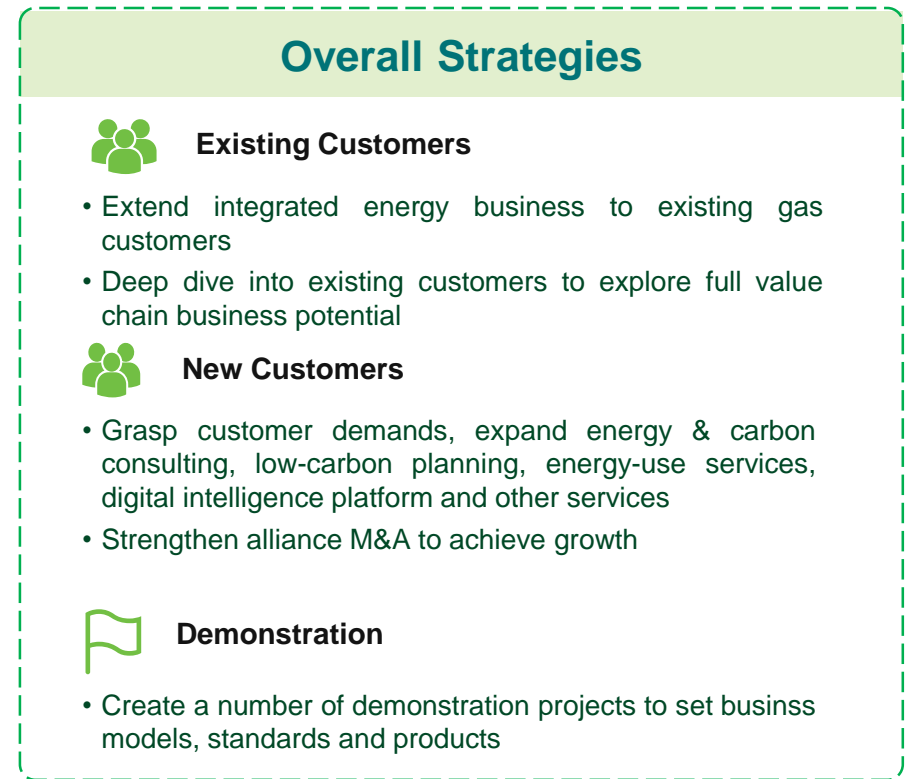 Overall Strategies
Existing Customers
• Extend integrated energy business to existing gas
customers
• Deep dive into existing customers to explore full value
chain business potential
New Customers
• Grasp customer demands, expand energy & carbon
consulting, low-carbon planning, energy-use services,
digital intelligence platform and other services
• Strengthen alliance M&A to achieve growth
Demonstration
• Create a number of demonstration projects to set businss
models, standards and products